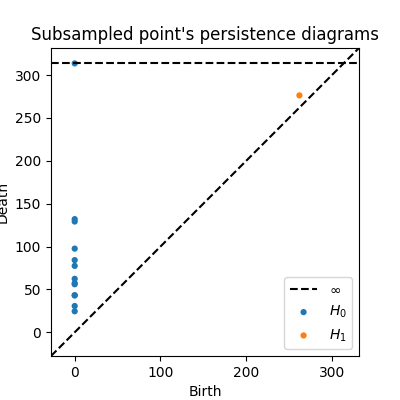 Subsampled point's persistence diagrams
300
250
200
150
100
50
0
Death
0 100 200 300
Birth
∞
H₀
H₁